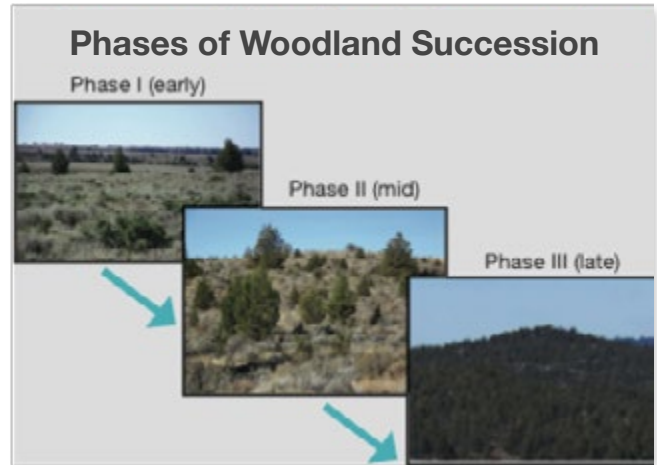 Phases of Woodland Succession
Phase I (early)
Phase II (mid)
Phase III (late)